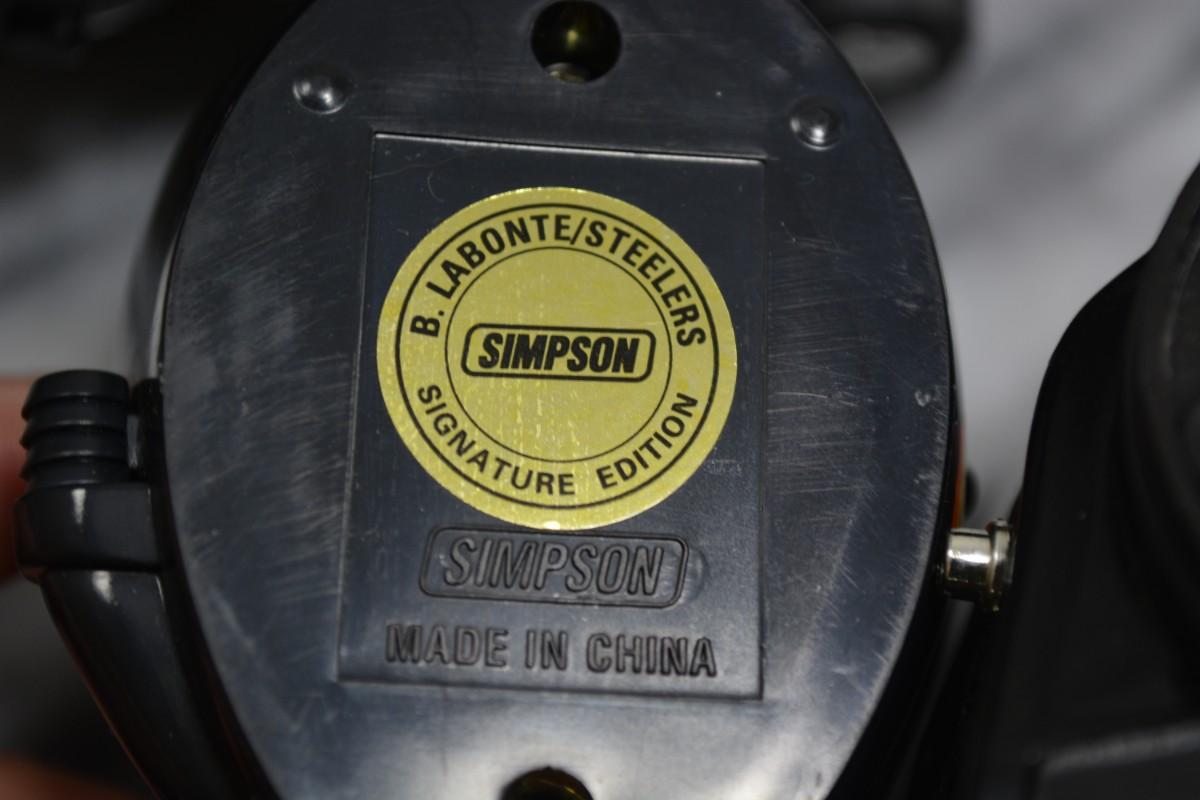 B. LABONTE/STEELERS
SIMPSON
SIGNATURE EDITION
SIMPSON
MADE IN CHINA